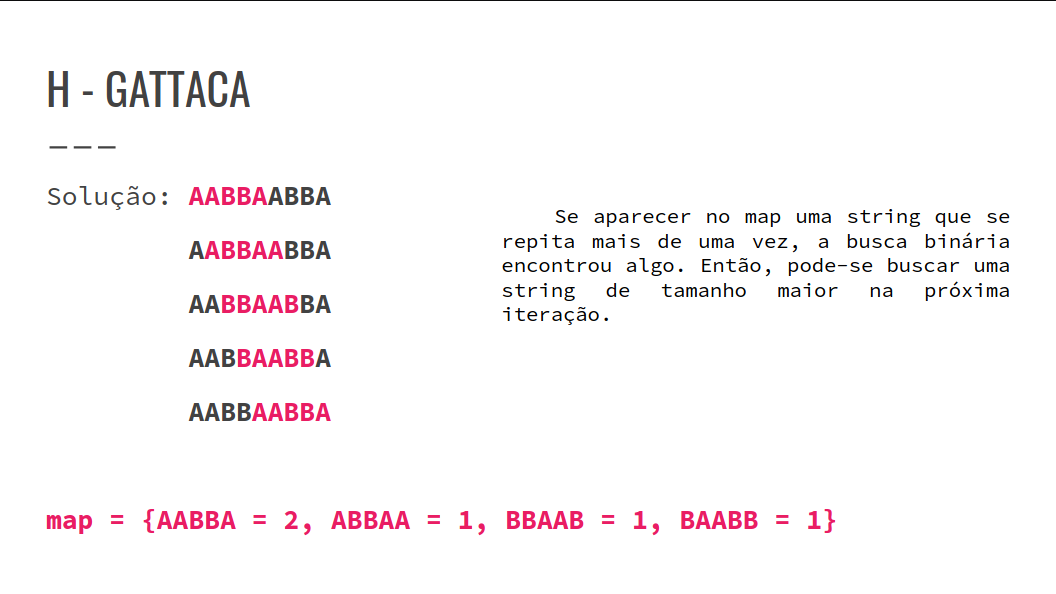 H - GATTACA
———
Solução: AABBAABBA
AABBAABBA
AABBAABBA
AABBAABBA
AABBAABBA
Se aparecer no map uma string que se
repita mais de uma vez, a busca binária
encontrou algo. Então, pode-se buscar uma
string de tamanho maior na próxima
iteração.
map = {AABBA = 2, ABBAA = 1, BBAAB = 1, BAABB = 1}